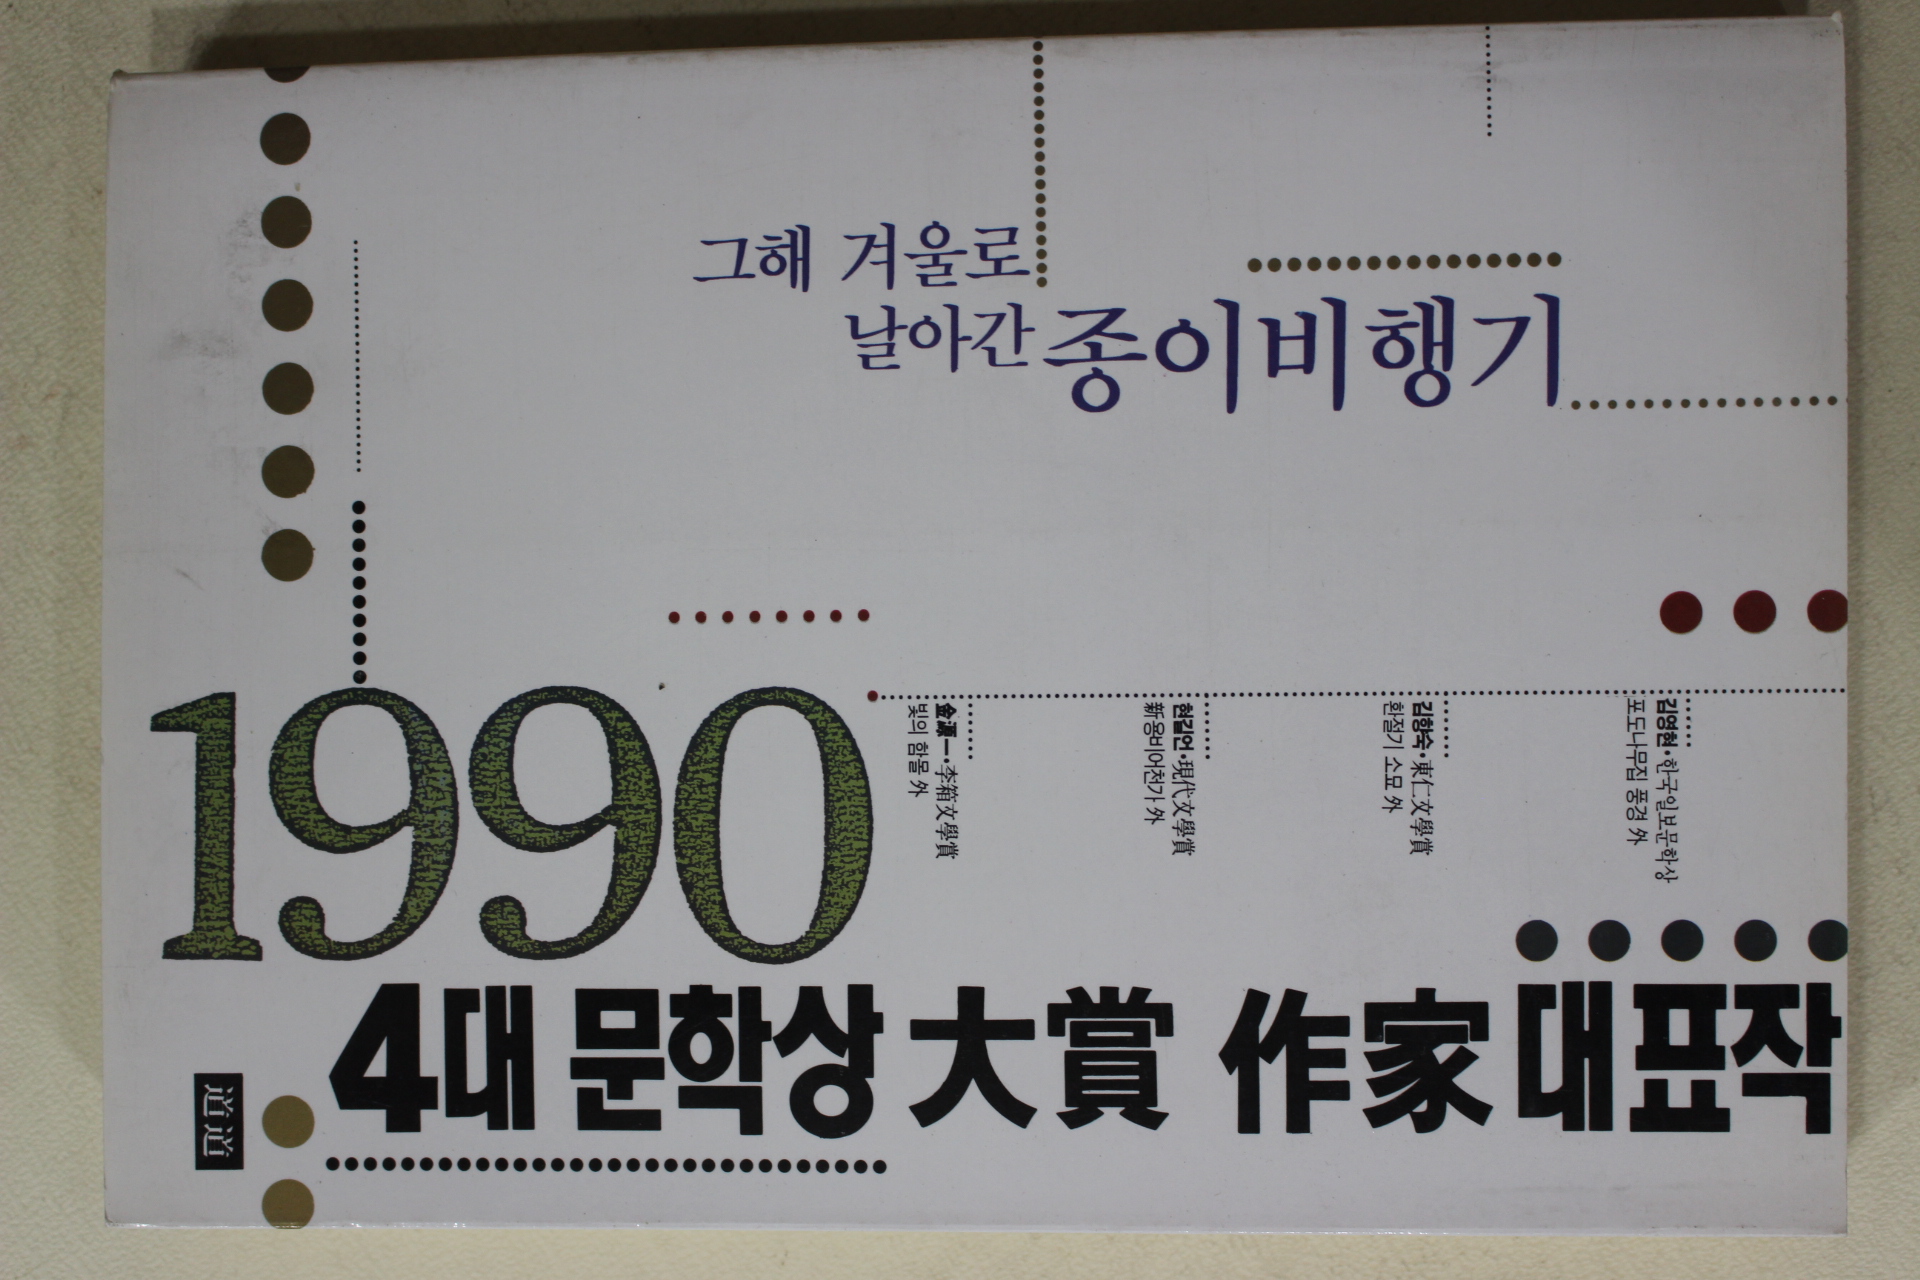 그해 겨울로
날아간 종이비행기
1990
金源一·李箱文學賞
빛의 함몰 外
현길언·現代文學賞
新용비어천가 外
김향숙·東仁文學賞
환절기 소묘 外
김영현·한국일보문학상
포도나무집 풍경 外
4대 문학상 大賞 作家 대표작